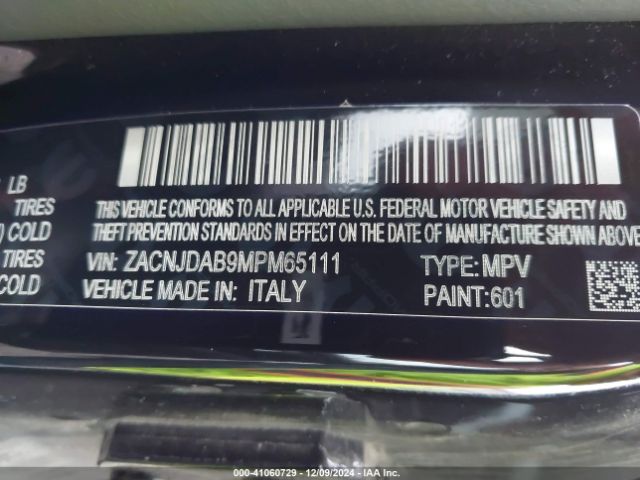 LB
TIRES
COLD
TIRES
COLD
THIS VEHICLE CONFORMS TO ALL APPLICABLE U.S. FEDERAL MOTOR VEHICLE SAFETY AND
THEFT PREVENTION STANDARDS IN EFFECT ON THE DATE OF MANUFACTURE SHOWN ABOVE
VIN: ZACNJDAB9MPM65111 TYPE: MPV
VEHICLE MADE IN: ITALY PAINT:601
000-41060729 - 12/09/2024 - IAA Inc.